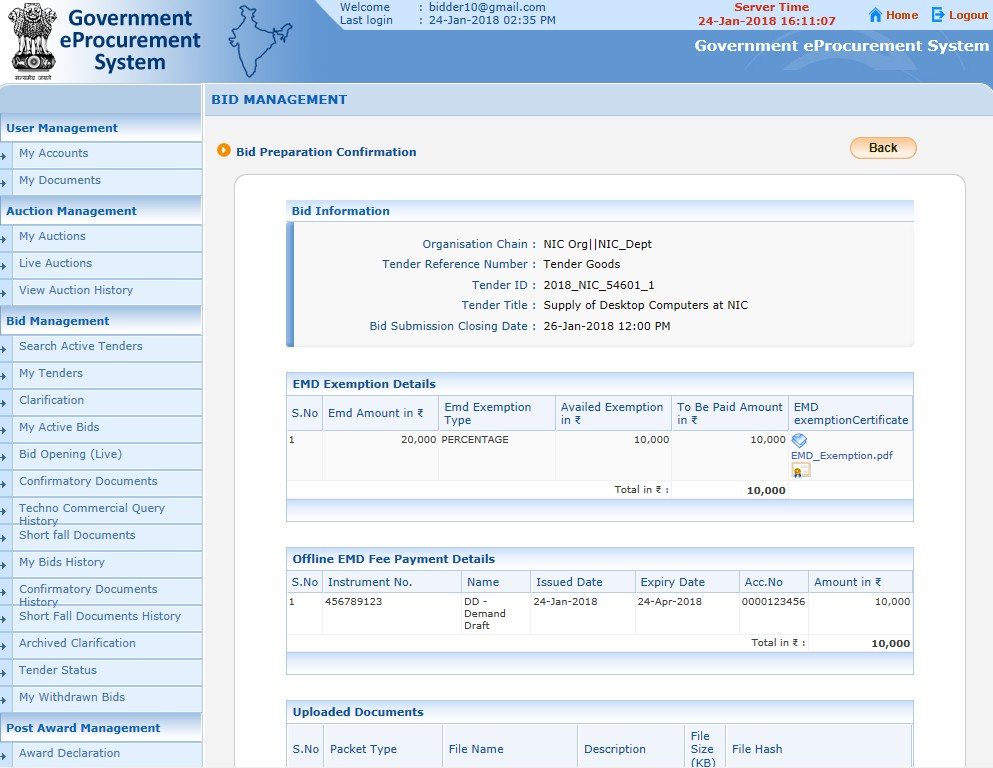 Government
eProcurement
System
सत्यमेव जयते
Welcome : bidder10@gmail.com
Last login : 24-Jan-2018 02:35 PM
Server Time
24-Jan-2018 16:11:07
Home
Logout
Government eProcurement System
BID MANAGEMENT
User Management
My Accounts
My Documents
Auction Management
My Auctions
Live Auctions
View Auction History
Bid Management
Search Active Tenders
My Tenders
Clarification
My Active Bids
Bid Opening (Live)
Confirmatory Documents
Techno Commercial Query
History
Short fall Documents
My Bids History
Confirmatory Documents
History
Short Fall Documents History
Archived Clarification
Tender Status
My Withdrawn Bids
Post Award Management
Award Declaration
Bid Preparation Confirmation
Back
Bid Information
Organisation Chain : NIC Org||NIC_Dept
Tender Reference Number : Tender Goods
Tender ID : 2018_NIC_54601_1
Tender Title : Supply of Desktop Computers at NIC
Bid Submission Closing Date : 26-Jan-2018 12:00 PM
EMD Exemption Details
S.No Emd Amount in ₹ Emd Exemption Type Availed Exemption in ₹ To Be Paid Amount in ₹ EMD exemptionCertificate
1 20,000 PERCENTAGE 10,000 10,000 EMD_Exemption.pdf
Total in ₹ : 10,000
Offline EMD Fee Payment Details
S.No Instrument No. Name Issued Date Expiry Date Acc.No Amount in ₹
1 456789123 DD - Demand Draft 24-Jan-2018 24-Apr-2018 0000123456 10,000
Total in ₹ : 10,000
Uploaded Documents
S.No Packet Type File Name Description File Size (KB) File Hash